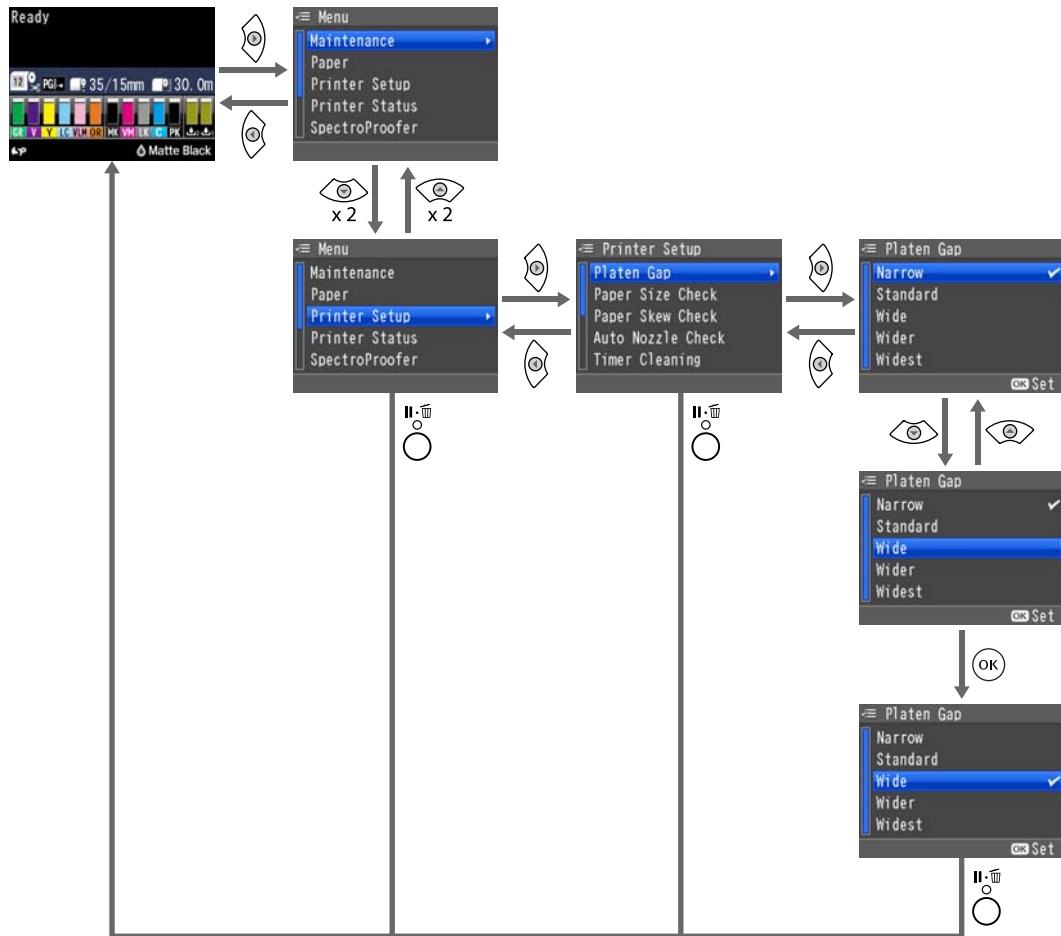 Ready
12 PGI 35/15mm 30.0m
GR V Y LC VLM OR MK VM LK C PK
Matte Black
Menu
Maintenance
Paper
Printer Setup
Printer Status
SpectroProofer
x 2
x 2
Menu
Maintenance
Paper
Printer Setup
Printer Status
SpectroProofer
Printer Setup
Platen Gap
Paper Size Check
Paper Skew Check
Auto Nozzle Check
Timer Cleaning
Platen Gap
Narrow
Standard
Wide
Wider
Widest
OK Set
Platen Gap
Narrow
Standard
Wide
Wider
Widest
OK Set
OK
Platen Gap
Narrow
Standard
Wide
Wider
Widest
OK Set